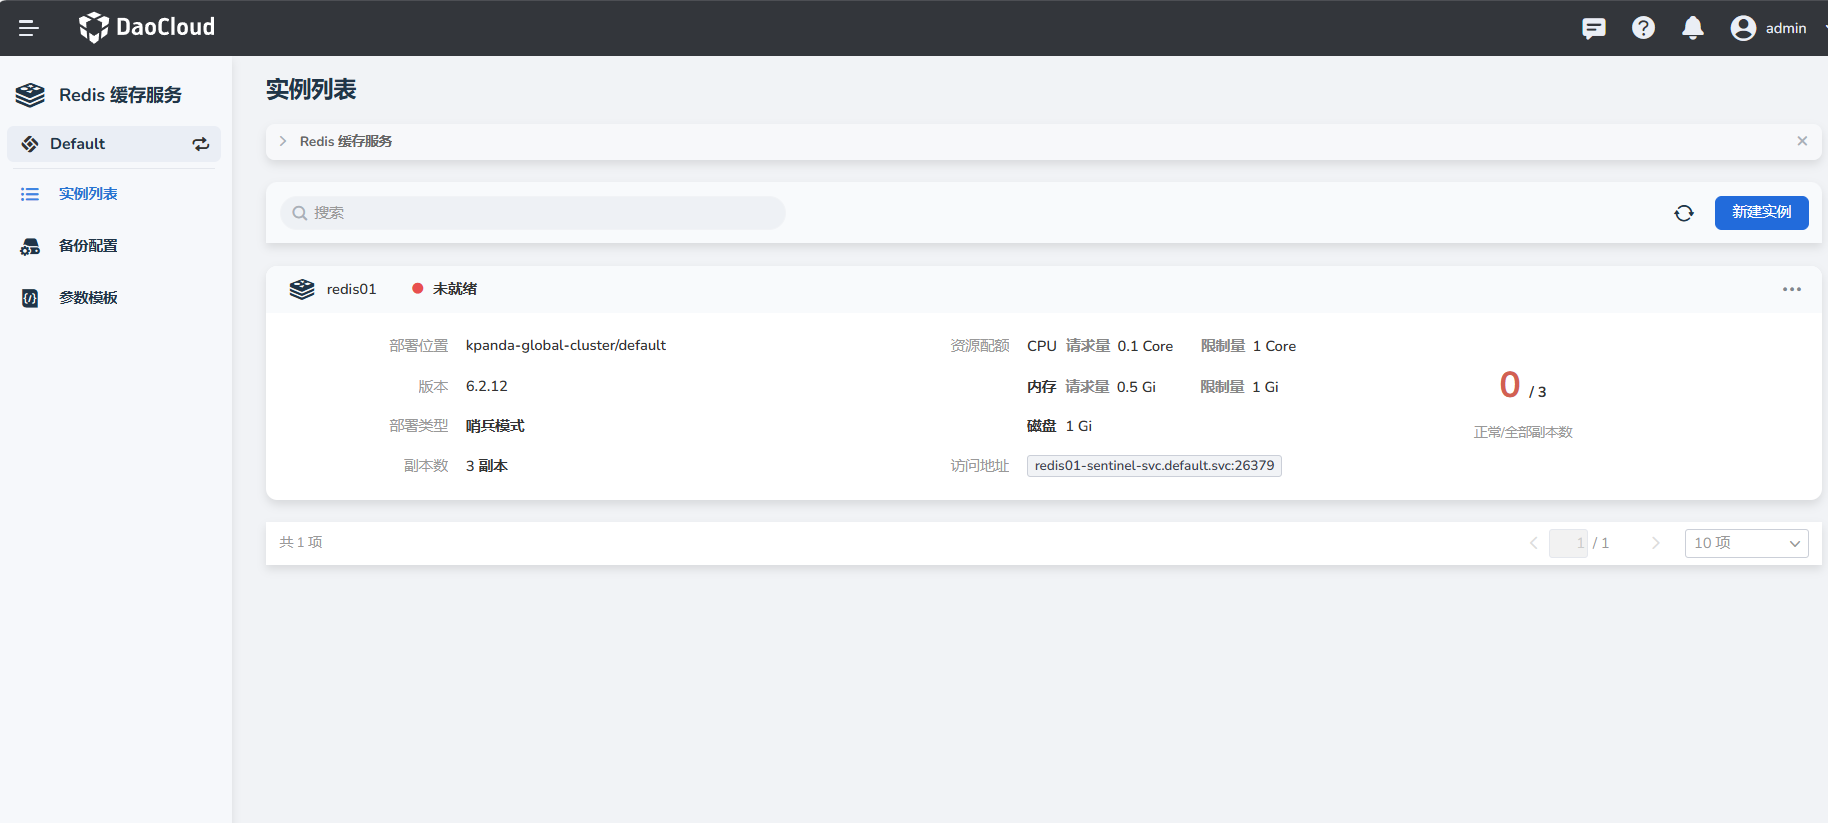 DaoCloud
admin
Redis 缓存服务
Default
实例列表
备份配置
参数模板
实例列表
Redis 缓存服务
搜索
新建实例
redis01 未就绪
部署位置 kpanda-global-cluster/default
版本 6.2.12
部署类型 哨兵模式
副本数 3 副本
资源配额 CPU 请求量 0.1 Core 限制量 1 Core
内存 请求量 0.5 Gi 限制量 1 Gi
磁盘 1 Gi
访问地址 redis01-sentinel-svc.default.svc:26379
0 / 3
正常/全部副本数
共 1 项
1 / 1
10 项